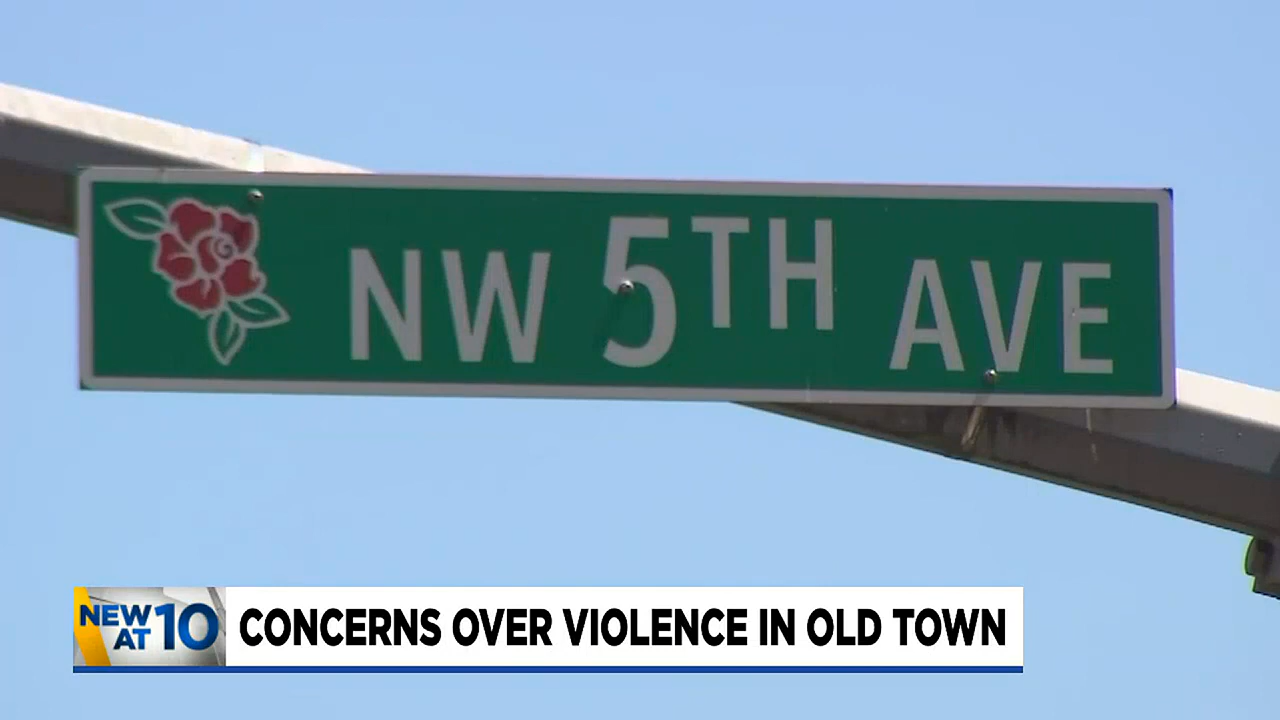 NW 5TH AVE
NEW
AT 10
CONCERNS OVER VIOLENCE IN OLD TOWN